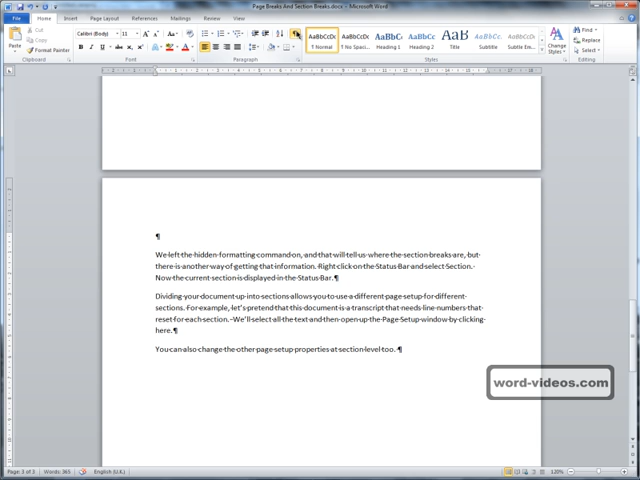 Page Breaks And Section Breaks.docx - Microsoft Word
File Home Insert Page Layout References Mailings Review View
Paste
Cut
Copy
Format Painter
Clipboard
Calibri (Body)
Font
Paragraph
AaBbCcDc AaBbCcDc AaBbC AaBbCc AaB AaBbCc. AaBbCcDc
¶ Normal ¶ No Spaci... Heading 1 Heading 2 Title Subtitle Subtle Em...
Change Styles
Styles
Find
Replace
Select
Editing
¶
We left the hidden formatting command on, and that will tell us where the section breaks are, but
there is another way of getting that information. Right click on the Status Bar and select Section.
Now the current section is displayed in the Status Bar.¶
Dividing your document up into sections allows you to use a different page setup for different
sections. For example, let's pretend that this document is a transcript that needs line numbers that
reset for each section. We'll select all the text and then open up the Page Setup window by clicking
here.¶
You can also change the other page setup properties at section level too. ¶
word-videos.com
Page: 3 of 3 Words: 365 English (U.K.) 120%